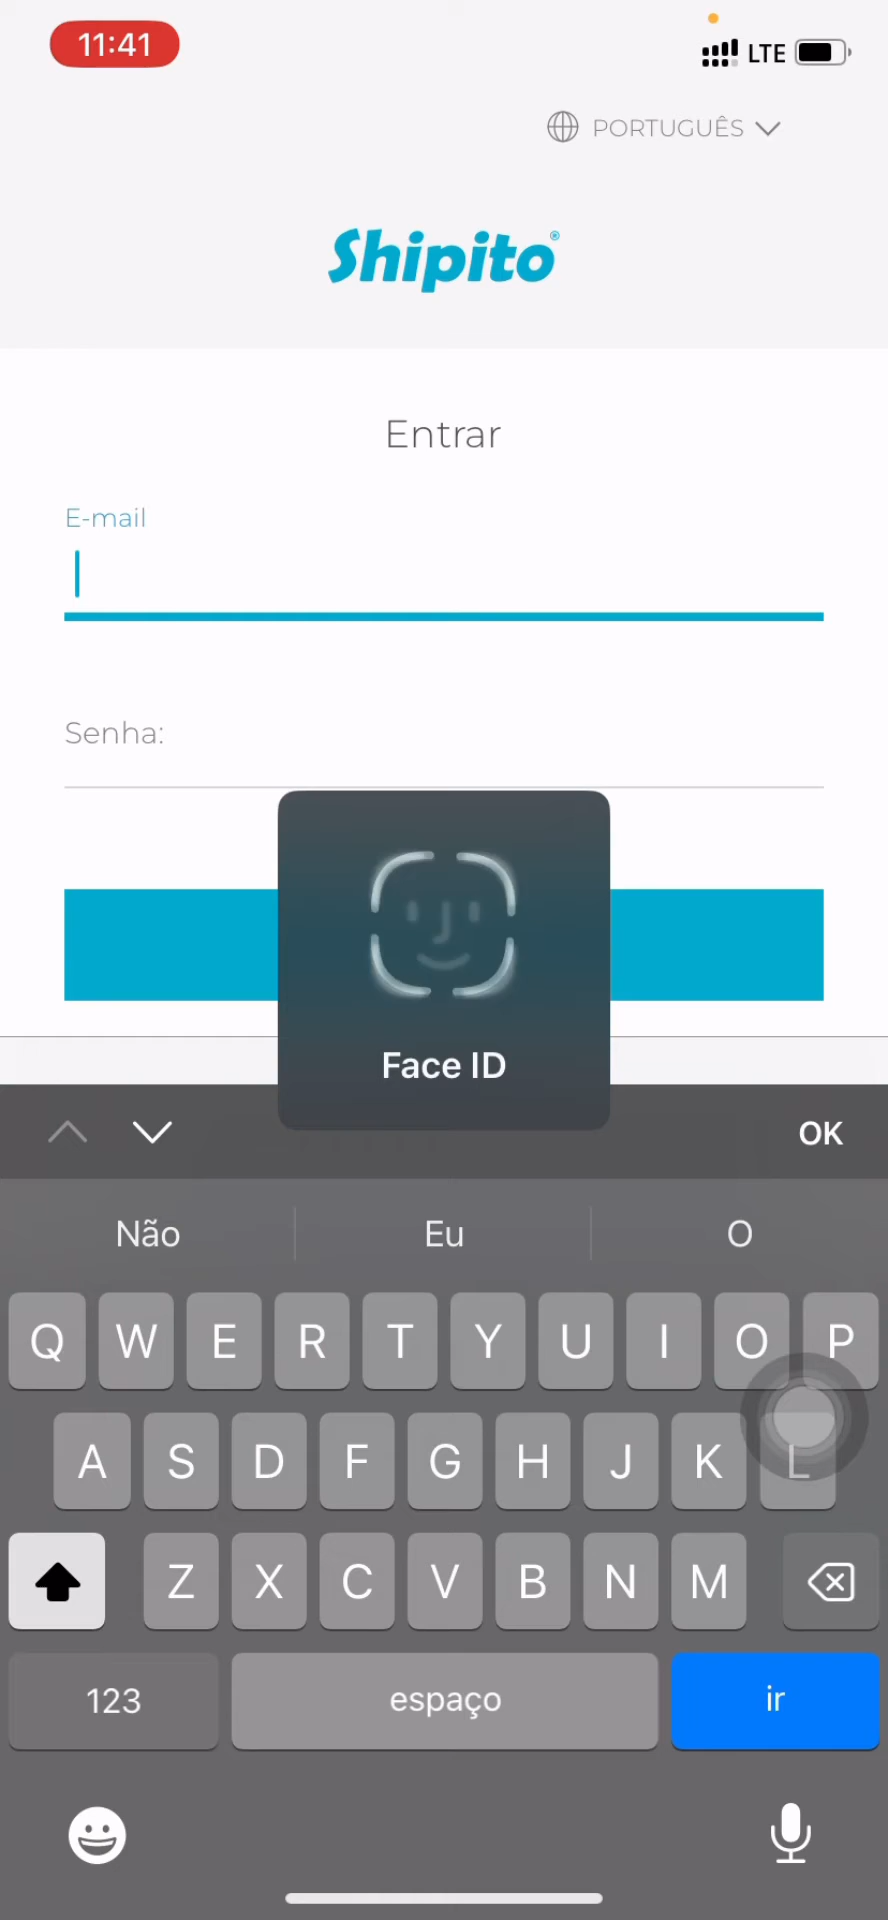 11:41
LTE
PORTUGUÊS
Shipito®
Entrar
E-mail
Senha:
Face ID
OK
Não Eu O
Q W E R T Y U I O P
A S D F G H J K L
Z X C V B N M
123 espaço ir